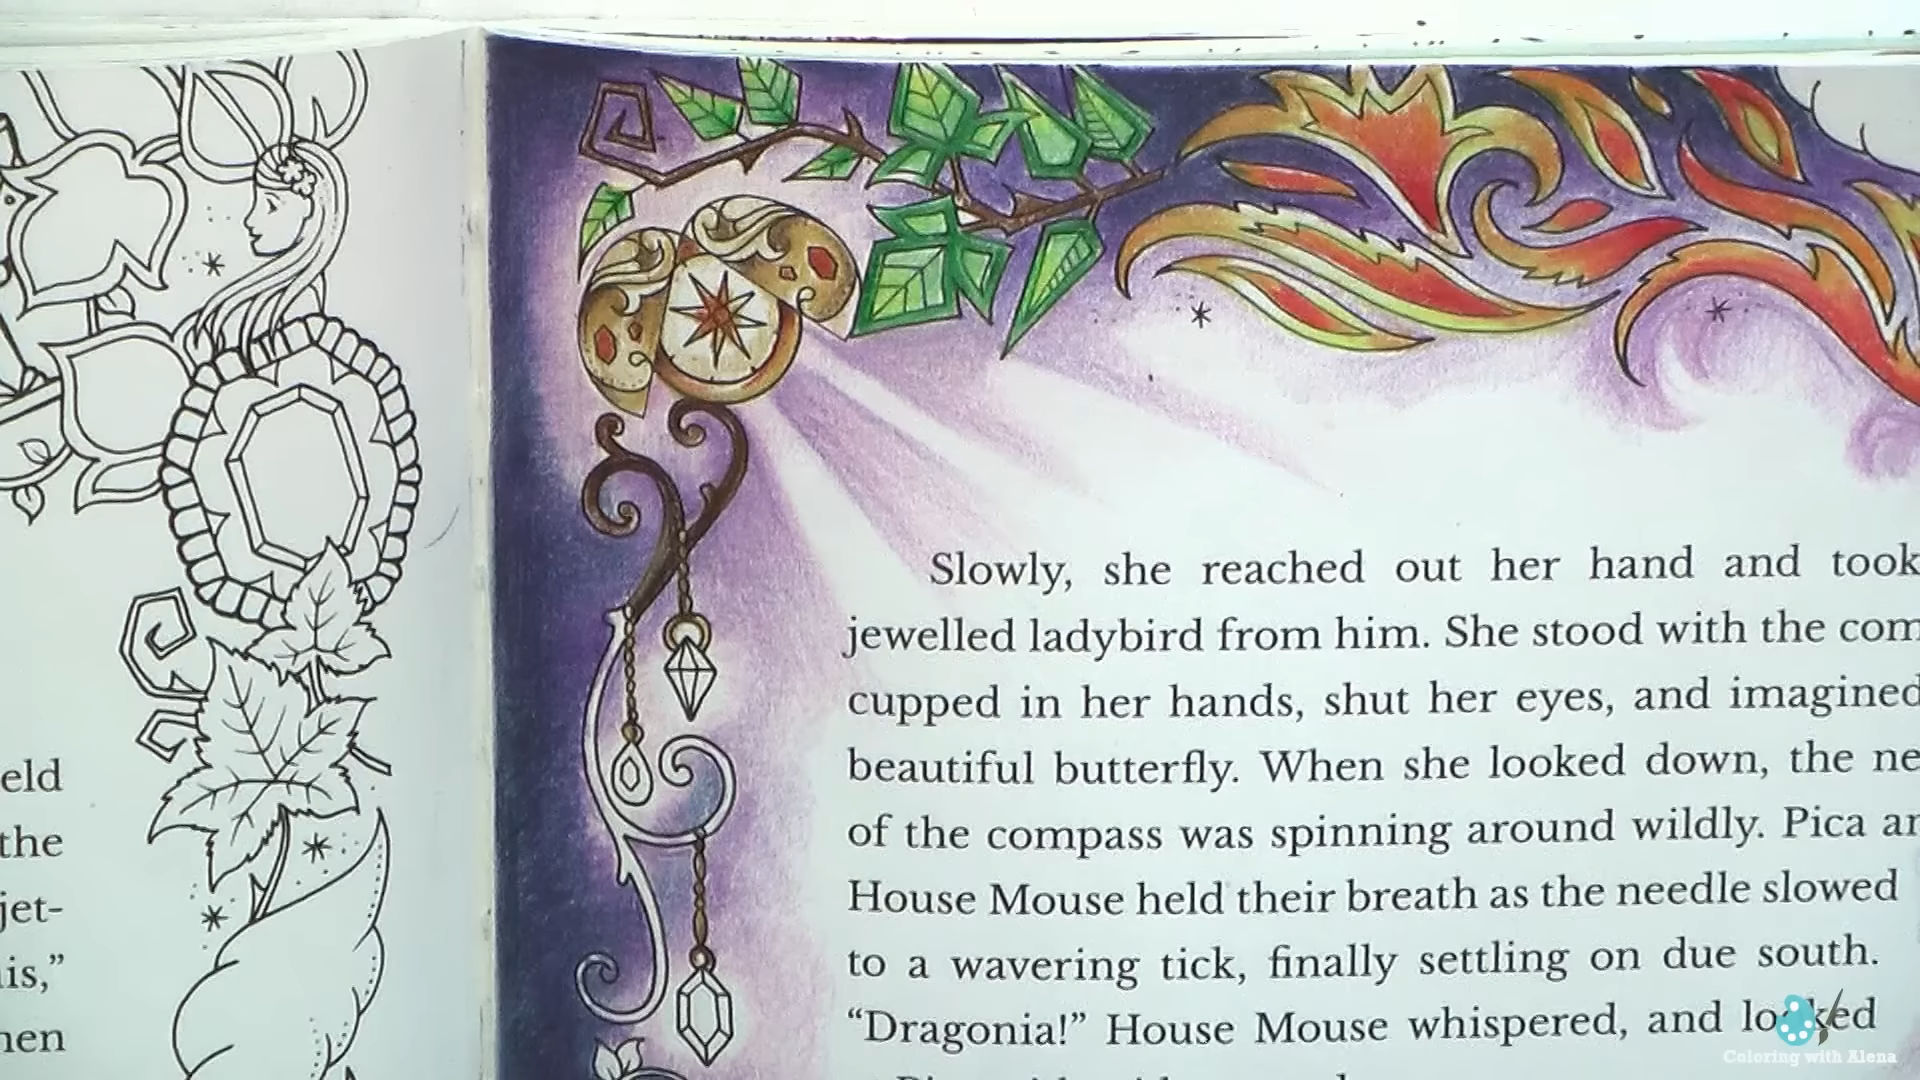 eld
the
jet-
is,”
hen
Slowly, she reached out her hand and took
jewelled ladybird from him. She stood with the com
cupped in her hands, shut her eyes, and imagined
beautiful butterfly. When she looked down, the ne
of the compass was spinning around wildly. Pica an
House Mouse held their breath as the needle slowed
to a wavering tick, finally settling on due south.
“Dragonia!” House Mouse whispered, and looked
Coloring with Alena